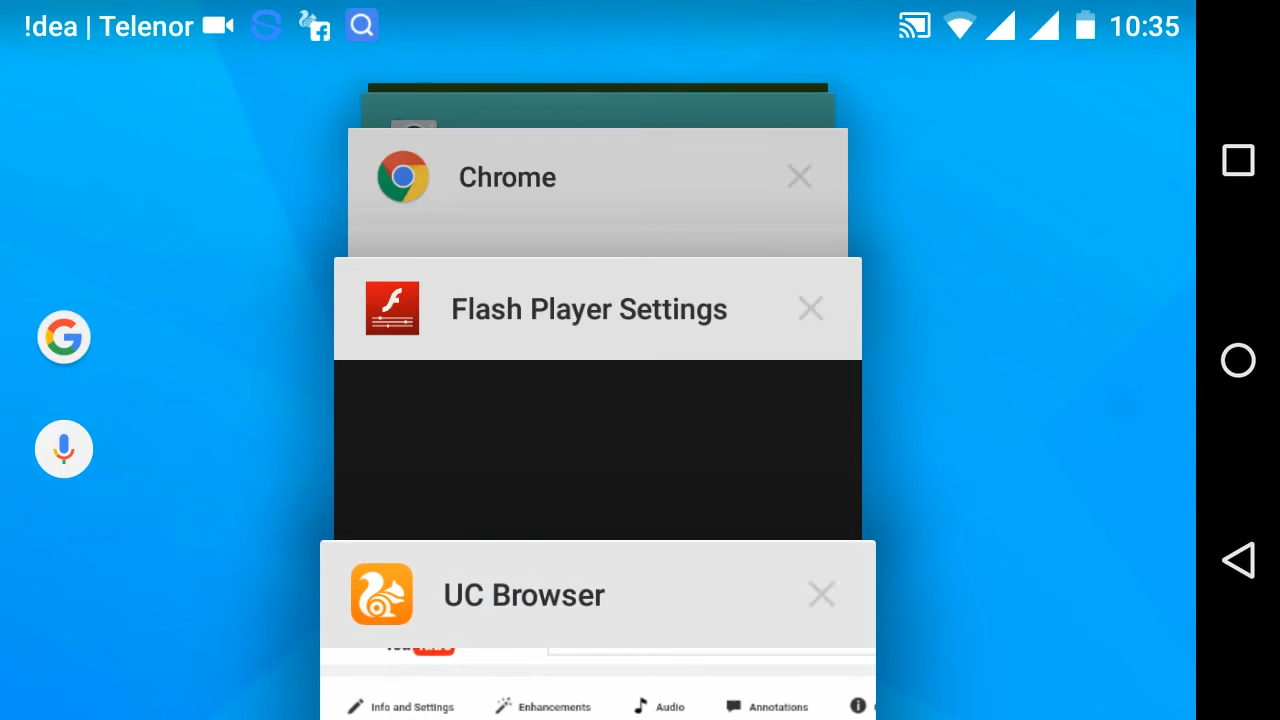 !dea | Telenor
10:35
Chrome
Flash Player Settings
UC Browser
Info and Settings
Enhancements
Audio
Annotations